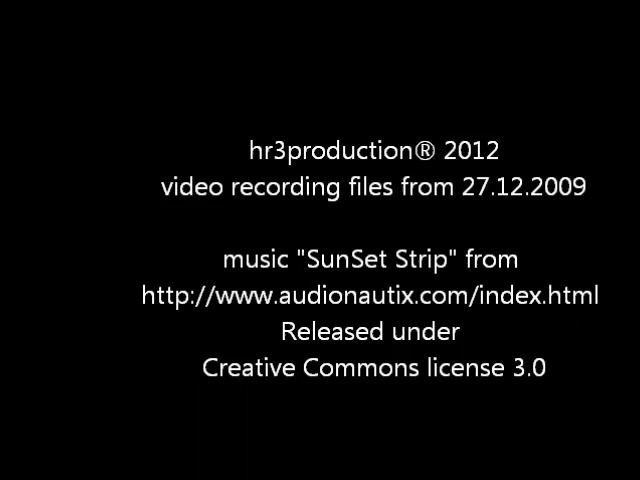 hr3production® 2012
video recording files from 27.12.2009
music "SunSet Strip" from
http://www.audionautix.com/index.html
Released under
Creative Commons license 3.0